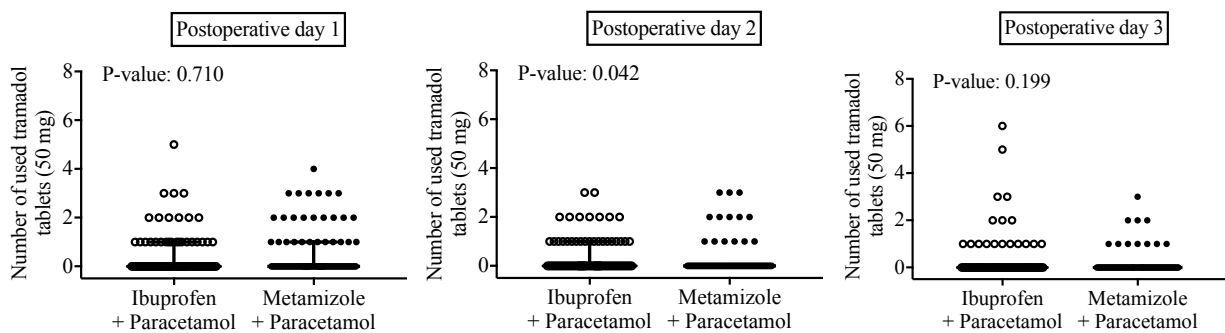 Postoperative day 1
Number of used tramadol
tablets (50 mg)
P-value: 0.710
8
6
4
2
0
Ibuprofen
+ Paracetamol
Metamizole
+ Paracetamol
Postoperative day 2
Number of used tramadol
tablets (50 mg)
P-value: 0.042
8
6
4
2
0
Ibuprofen
+ Paracetamol
Metamizole
+ Paracetamol
Postoperative day 3
Number of used tramadol
tablets (50 mg)
P-value: 0.199
8
6
4
2
0
Ibuprofen
+ Paracetamol
Metamizole
+ Paracetamol